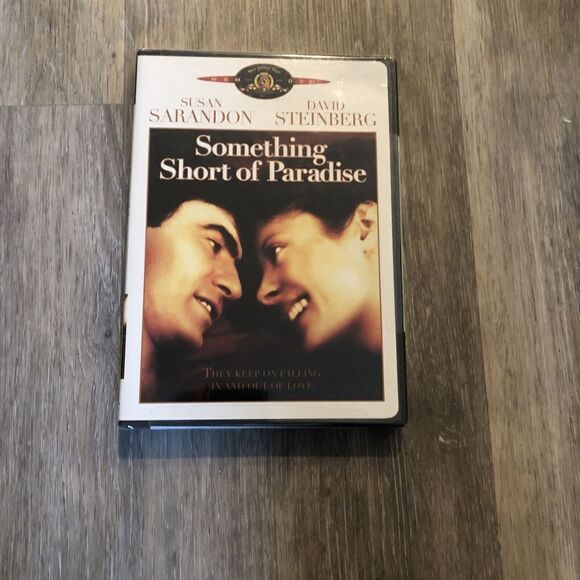 MGM DVD
SUSAN SARANDON
DAVID STEINBERG
Something
Short of Paradise
THEY KEEP ON FALLING
IN AND OUT OF LOVE.